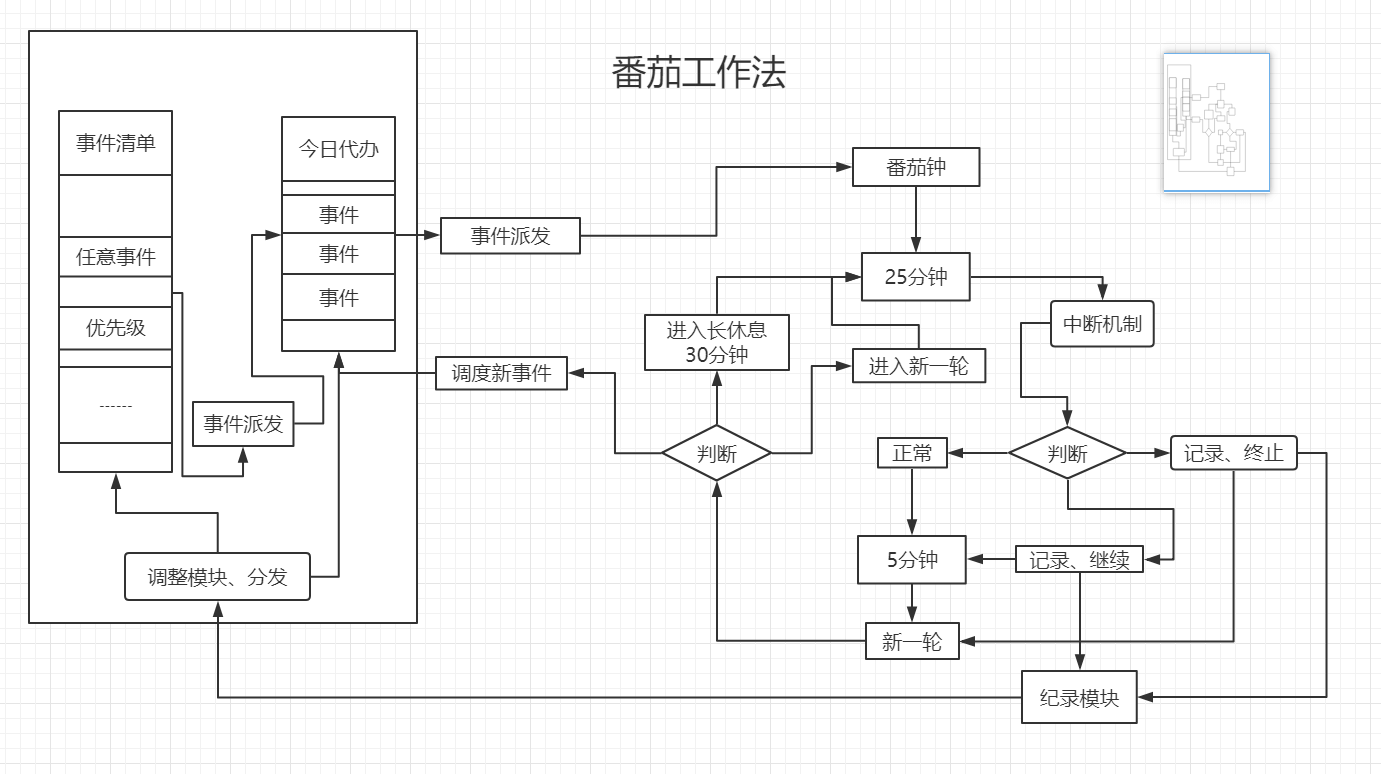 番茄工作法
事件清单
任意事件
优先级
------
今日代办
事件
事件
事件
事件派发
调整模块、分发
事件派发
调度新事件
番茄钟
25分钟
中断机制
进入长休息
30分钟
进入新一轮
判断
正常
判断
记录、终止
5分钟
记录、继续
新一轮
纪录模块